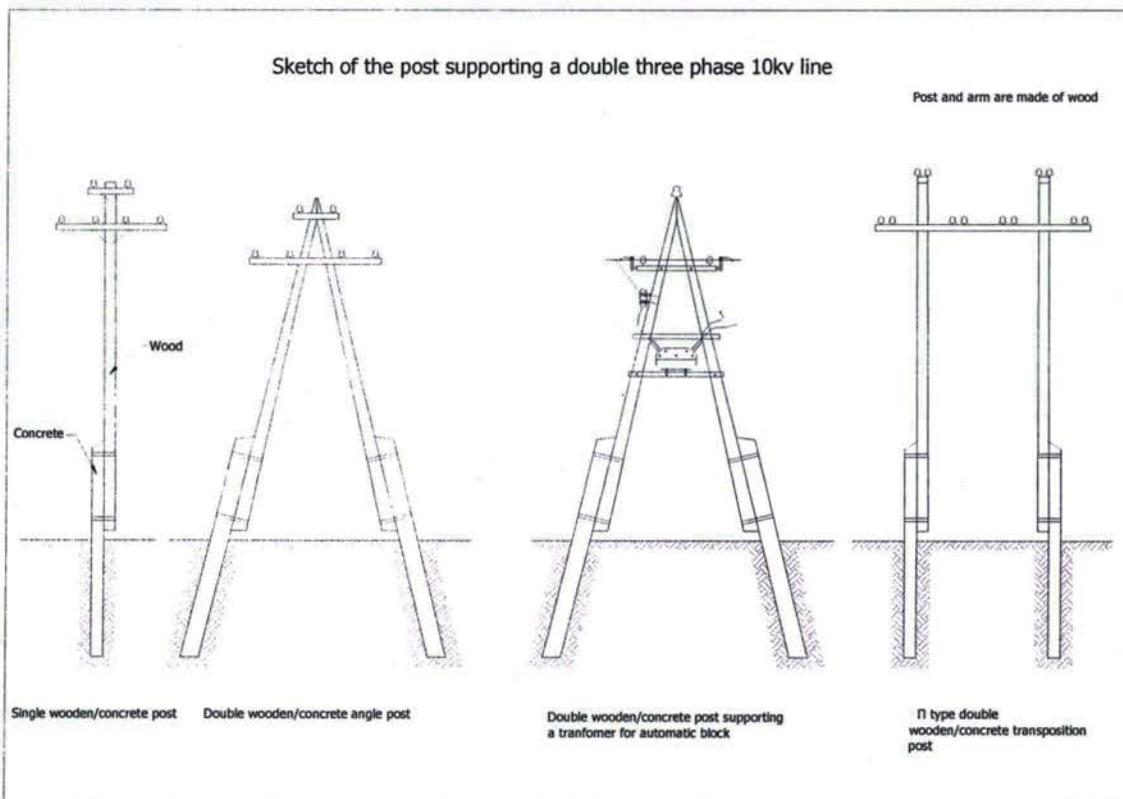 Sketch of the post supporting a double three phase 10kv line
Post and arm are made of wood
Wood
Concrete
Single wooden/concrete post
Double wooden/concrete angle post
Double wooden/concrete post supporting
a tranfomer for automatic block
Π type double
wooden/concrete transposition
post